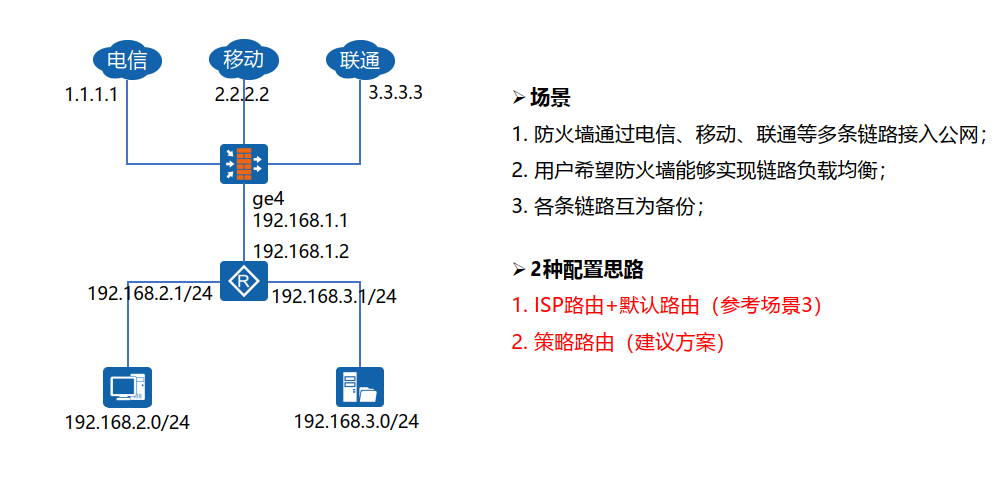 电信
移动
联通
1.1.1.1
2.2.2.2
3.3.3.3
ge4
192.168.1.1
192.168.1.2
R
192.168.2.1/24
192.168.3.1/24
192.168.2.0/24
192.168.3.0/24
➢ 场景
1. 防火墙通过电信、移动、联通等多条链路接入公网；
2. 用户希望防火墙能够实现链路负载均衡；
3. 各条链路互为备份；
➢ 2种配置思路
1. ISP路由+默认路由（参考场景3）
2. 策略路由（建议方案）